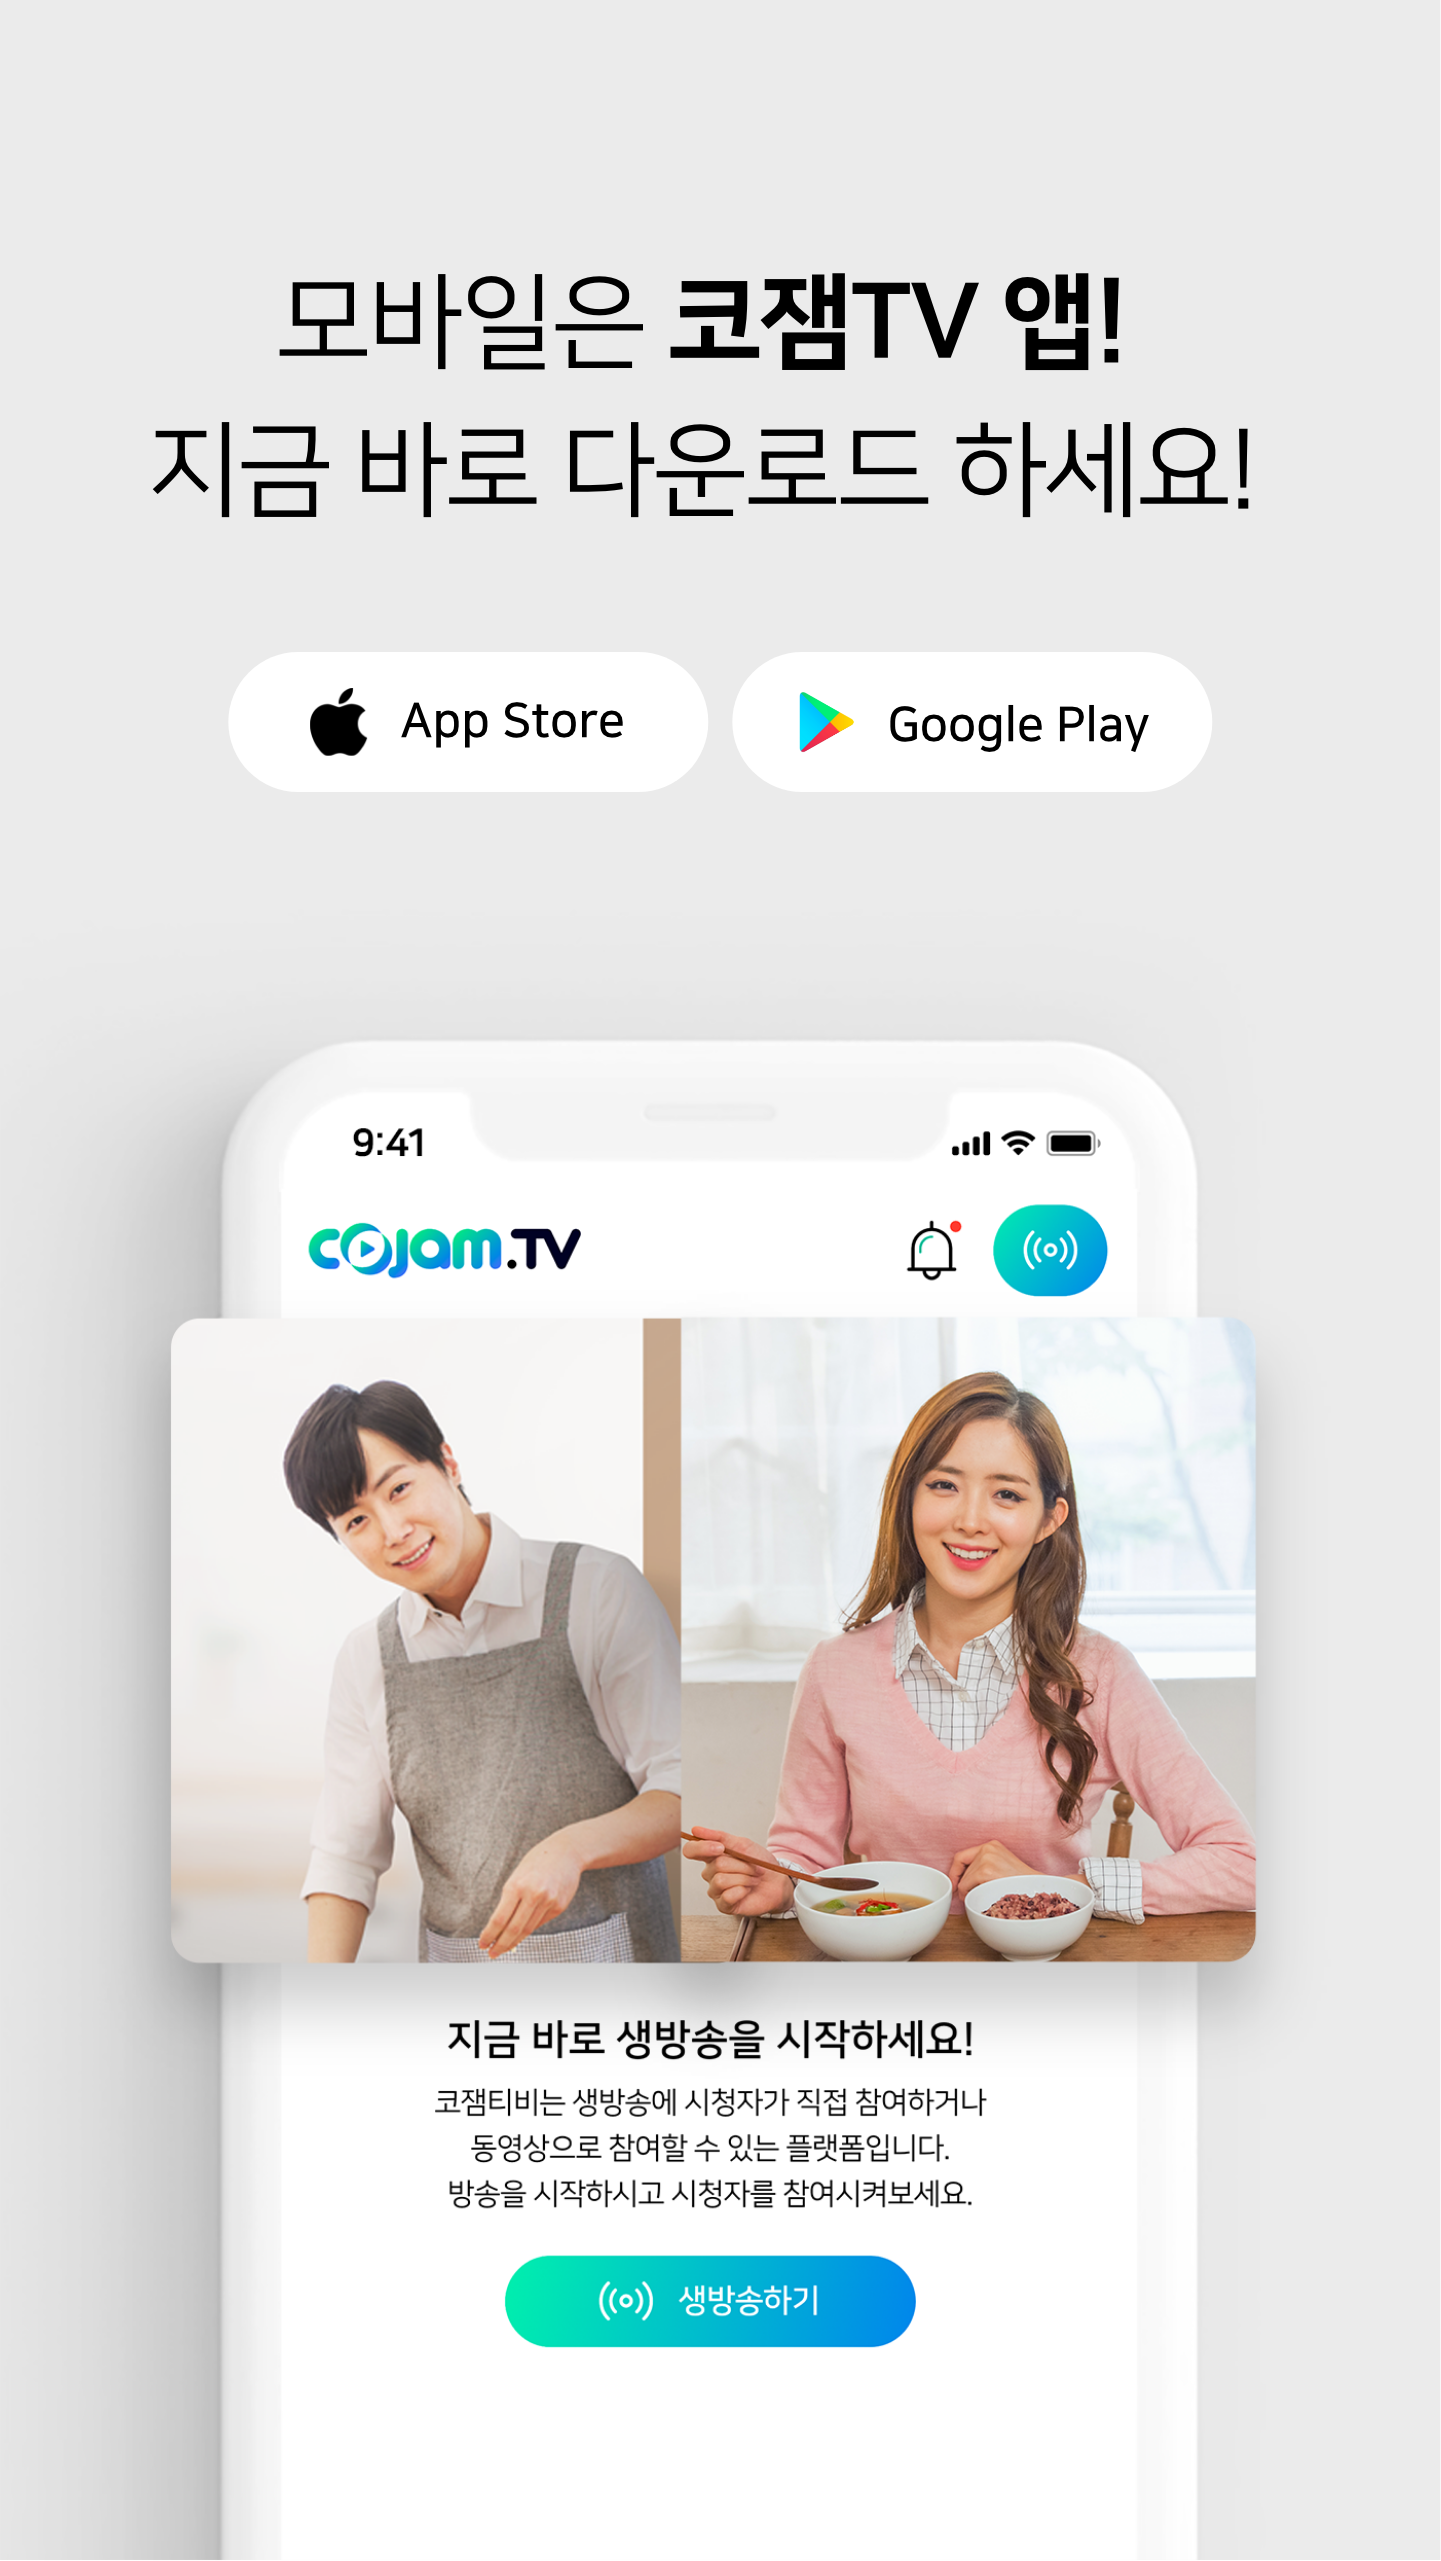 모바일은 코잼TV 앱!
지금 바로 다운로드 하세요!
App Store
Google Play
9:41
cojam.TV
지금 바로 생방송을 시작하세요!
코잼티비는 생방송에 시청자가 직접 참여하거나
동영상으로 참여할 수 있는 플랫폼입니다.
방송을 시작하시고 시청자를 참여시켜보세요.
생방송하기